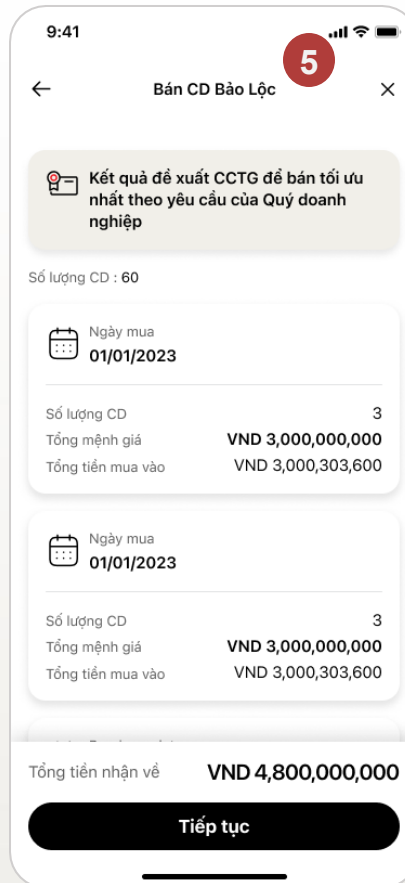 9:41
5
Bán CD Bảo Lộc
Kết quả đề xuất CCTG để bán tối ưu
nhất theo yêu cầu của Quý doanh
nghiệp
Số lượng CD : 60
Ngày mua
01/01/2023
Số lượng CD 3
Tổng mệnh giá VND 3,000,000,000
Tổng tiền mua vào VND 3,000,303,600
Ngày mua
01/01/2023
Số lượng CD 3
Tổng mệnh giá VND 3,000,000,000
Tổng tiền mua vào VND 3,000,303,600
Tổng tiền nhận về VND 4,800,000,000
Tiếp tục